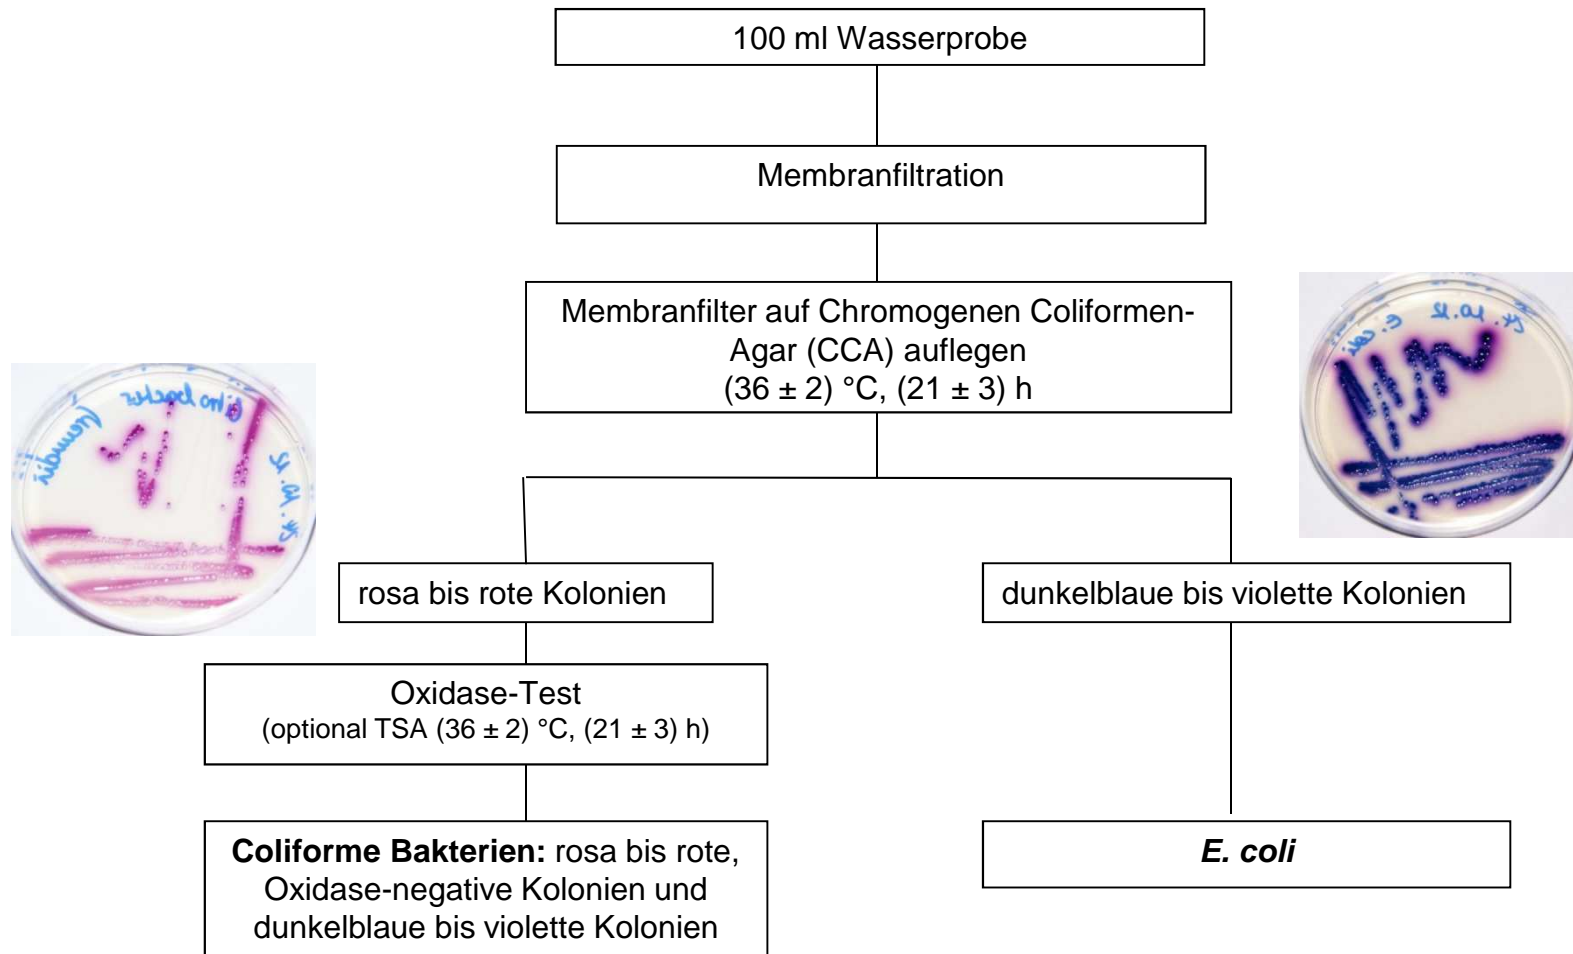 100 ml Wasserprobe
Membranfiltration
Membranfilter auf Chromogenen Coliformen-
Agar (CCA) auflegen
(36 ± 2) °C, (21 ± 3) h
E. coli
rosa bis rote Kolonien
dunkelblaue bis violette Kolonien
Oxidase-Test
(optional TSA (36 ± 2) °C, (21 ± 3) h)
Coliforme Bakterien: rosa bis rote,
Oxidase-negative Kolonien und
dunkelblaue bis violette Kolonien
E. coli